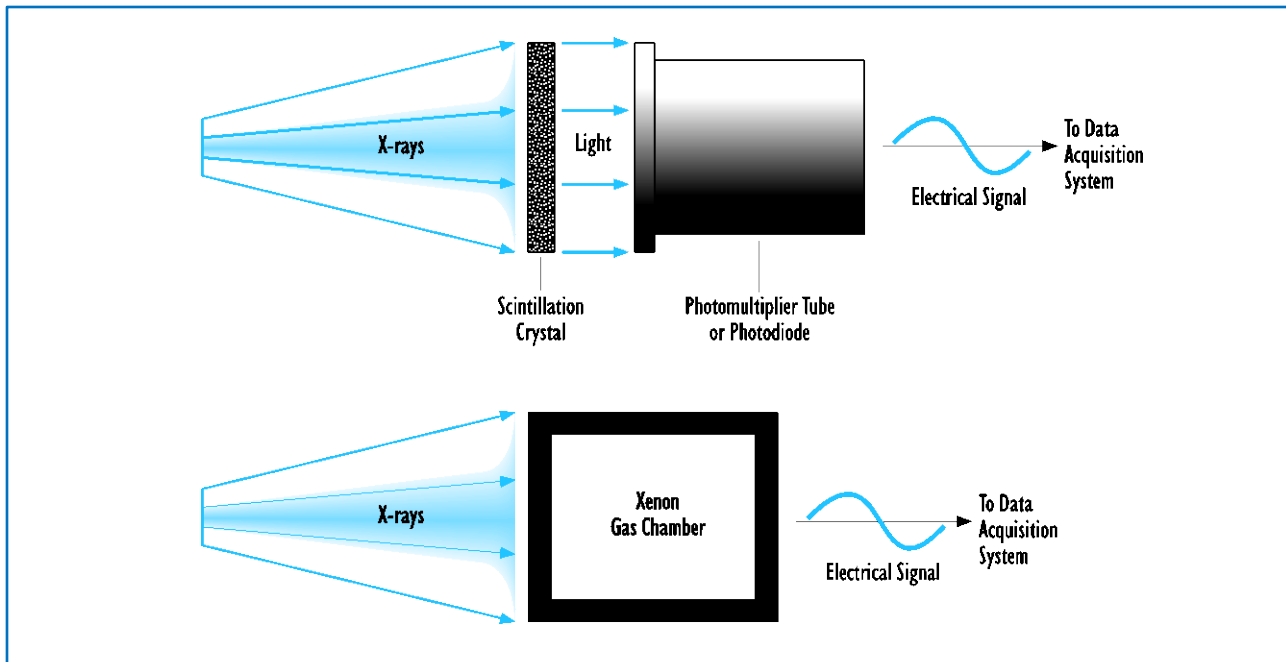 X-rays
Light
To Data
Acquisition
System
Electrical Signal
Scintillation
Crystal
Photomultiplier Tube
or Photodiode
X-rays
Xenon
Gas Chamber
To Data
Acquisition
System
Electrical Signal